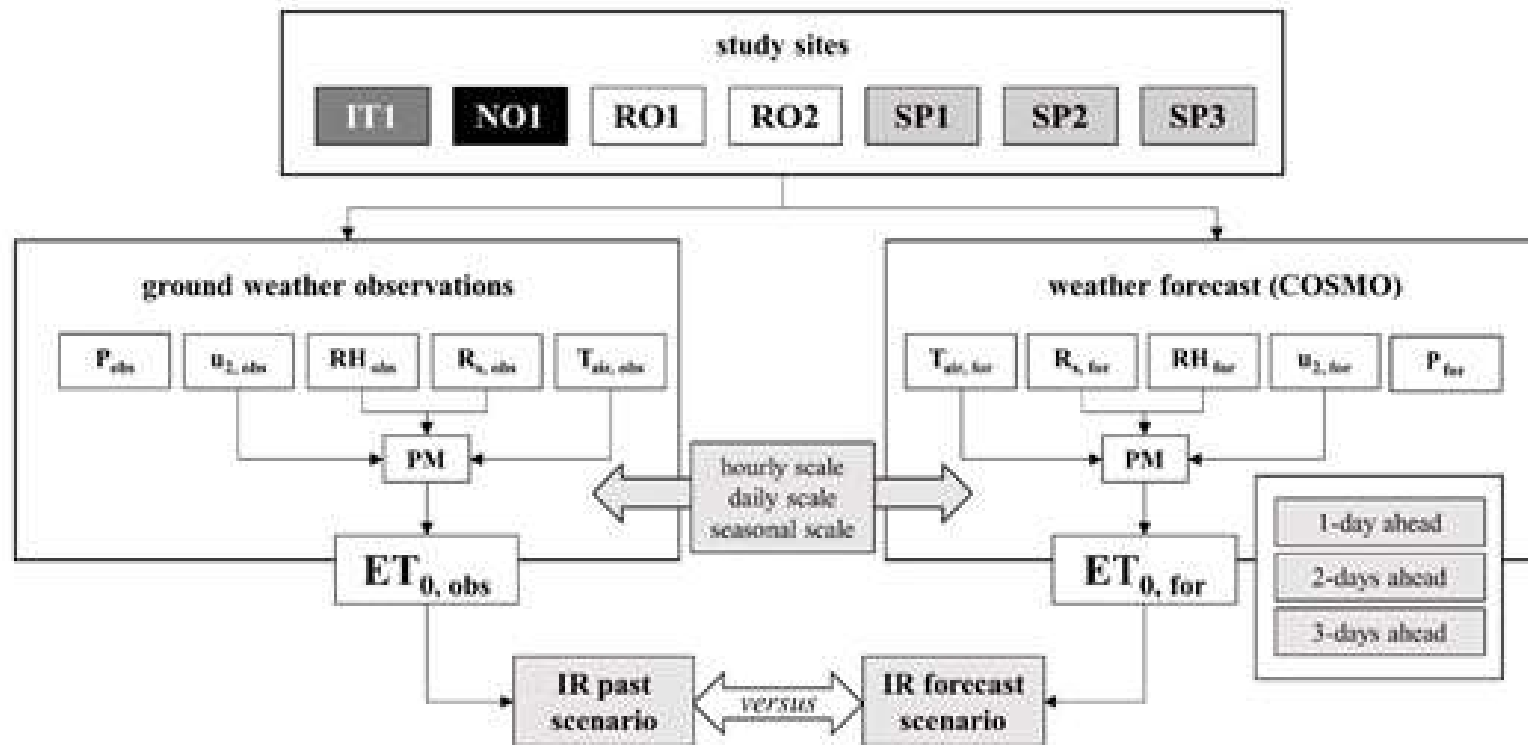 study sites
IT1 NO1 RO1 RO2 SP1 SP2 SP3
ground weather observations
P obs u2, obs RH obs Rs, obs Tair, obs
PM
ET0, obs
weather forecast (COSMO)
Tair, for Rs, for RH for u2, for P for
PM
ET0, for
hourly scale
daily scale
seasonal scale
1-day ahead
2-days ahead
3-days ahead
IR past
scenario
versus
IR forecast
scenario